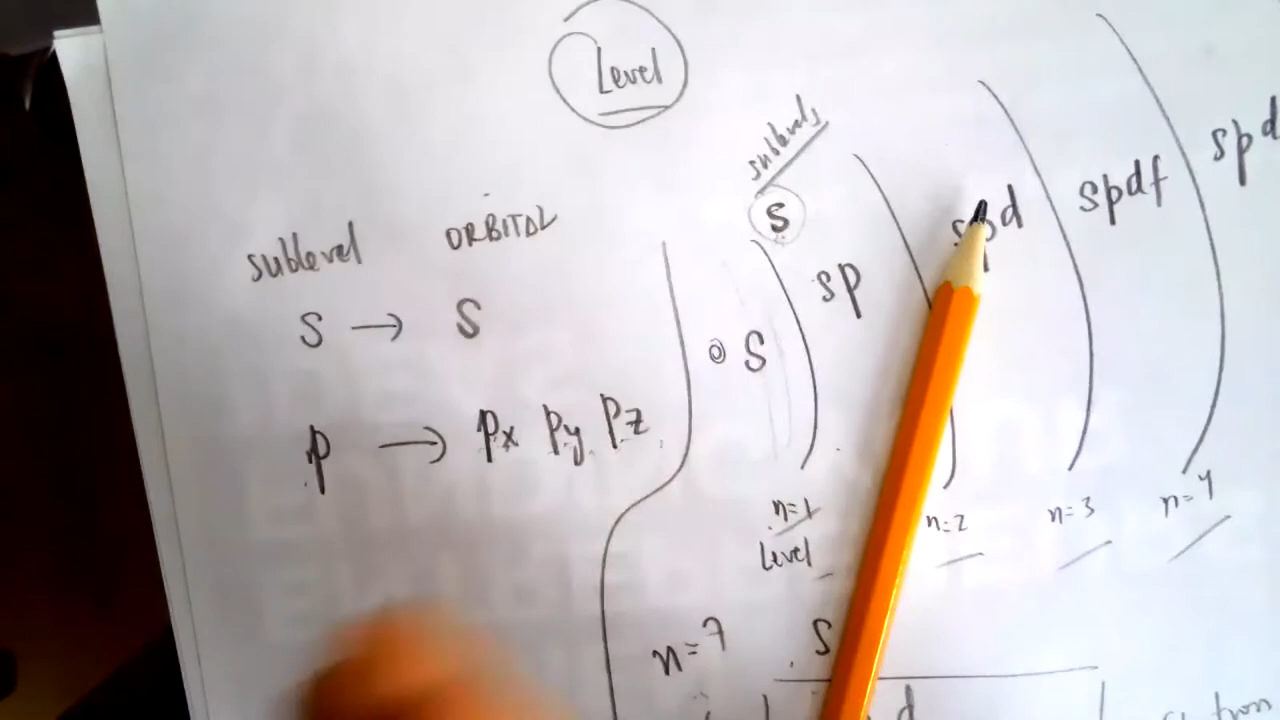 Level
sublevels
sublevel ORBITAL
S → S
p → Px Py Pz
S
S
sp
spd
spdf
spd
n=1
Level
n=2
n=3
n=4
n=7 S
d